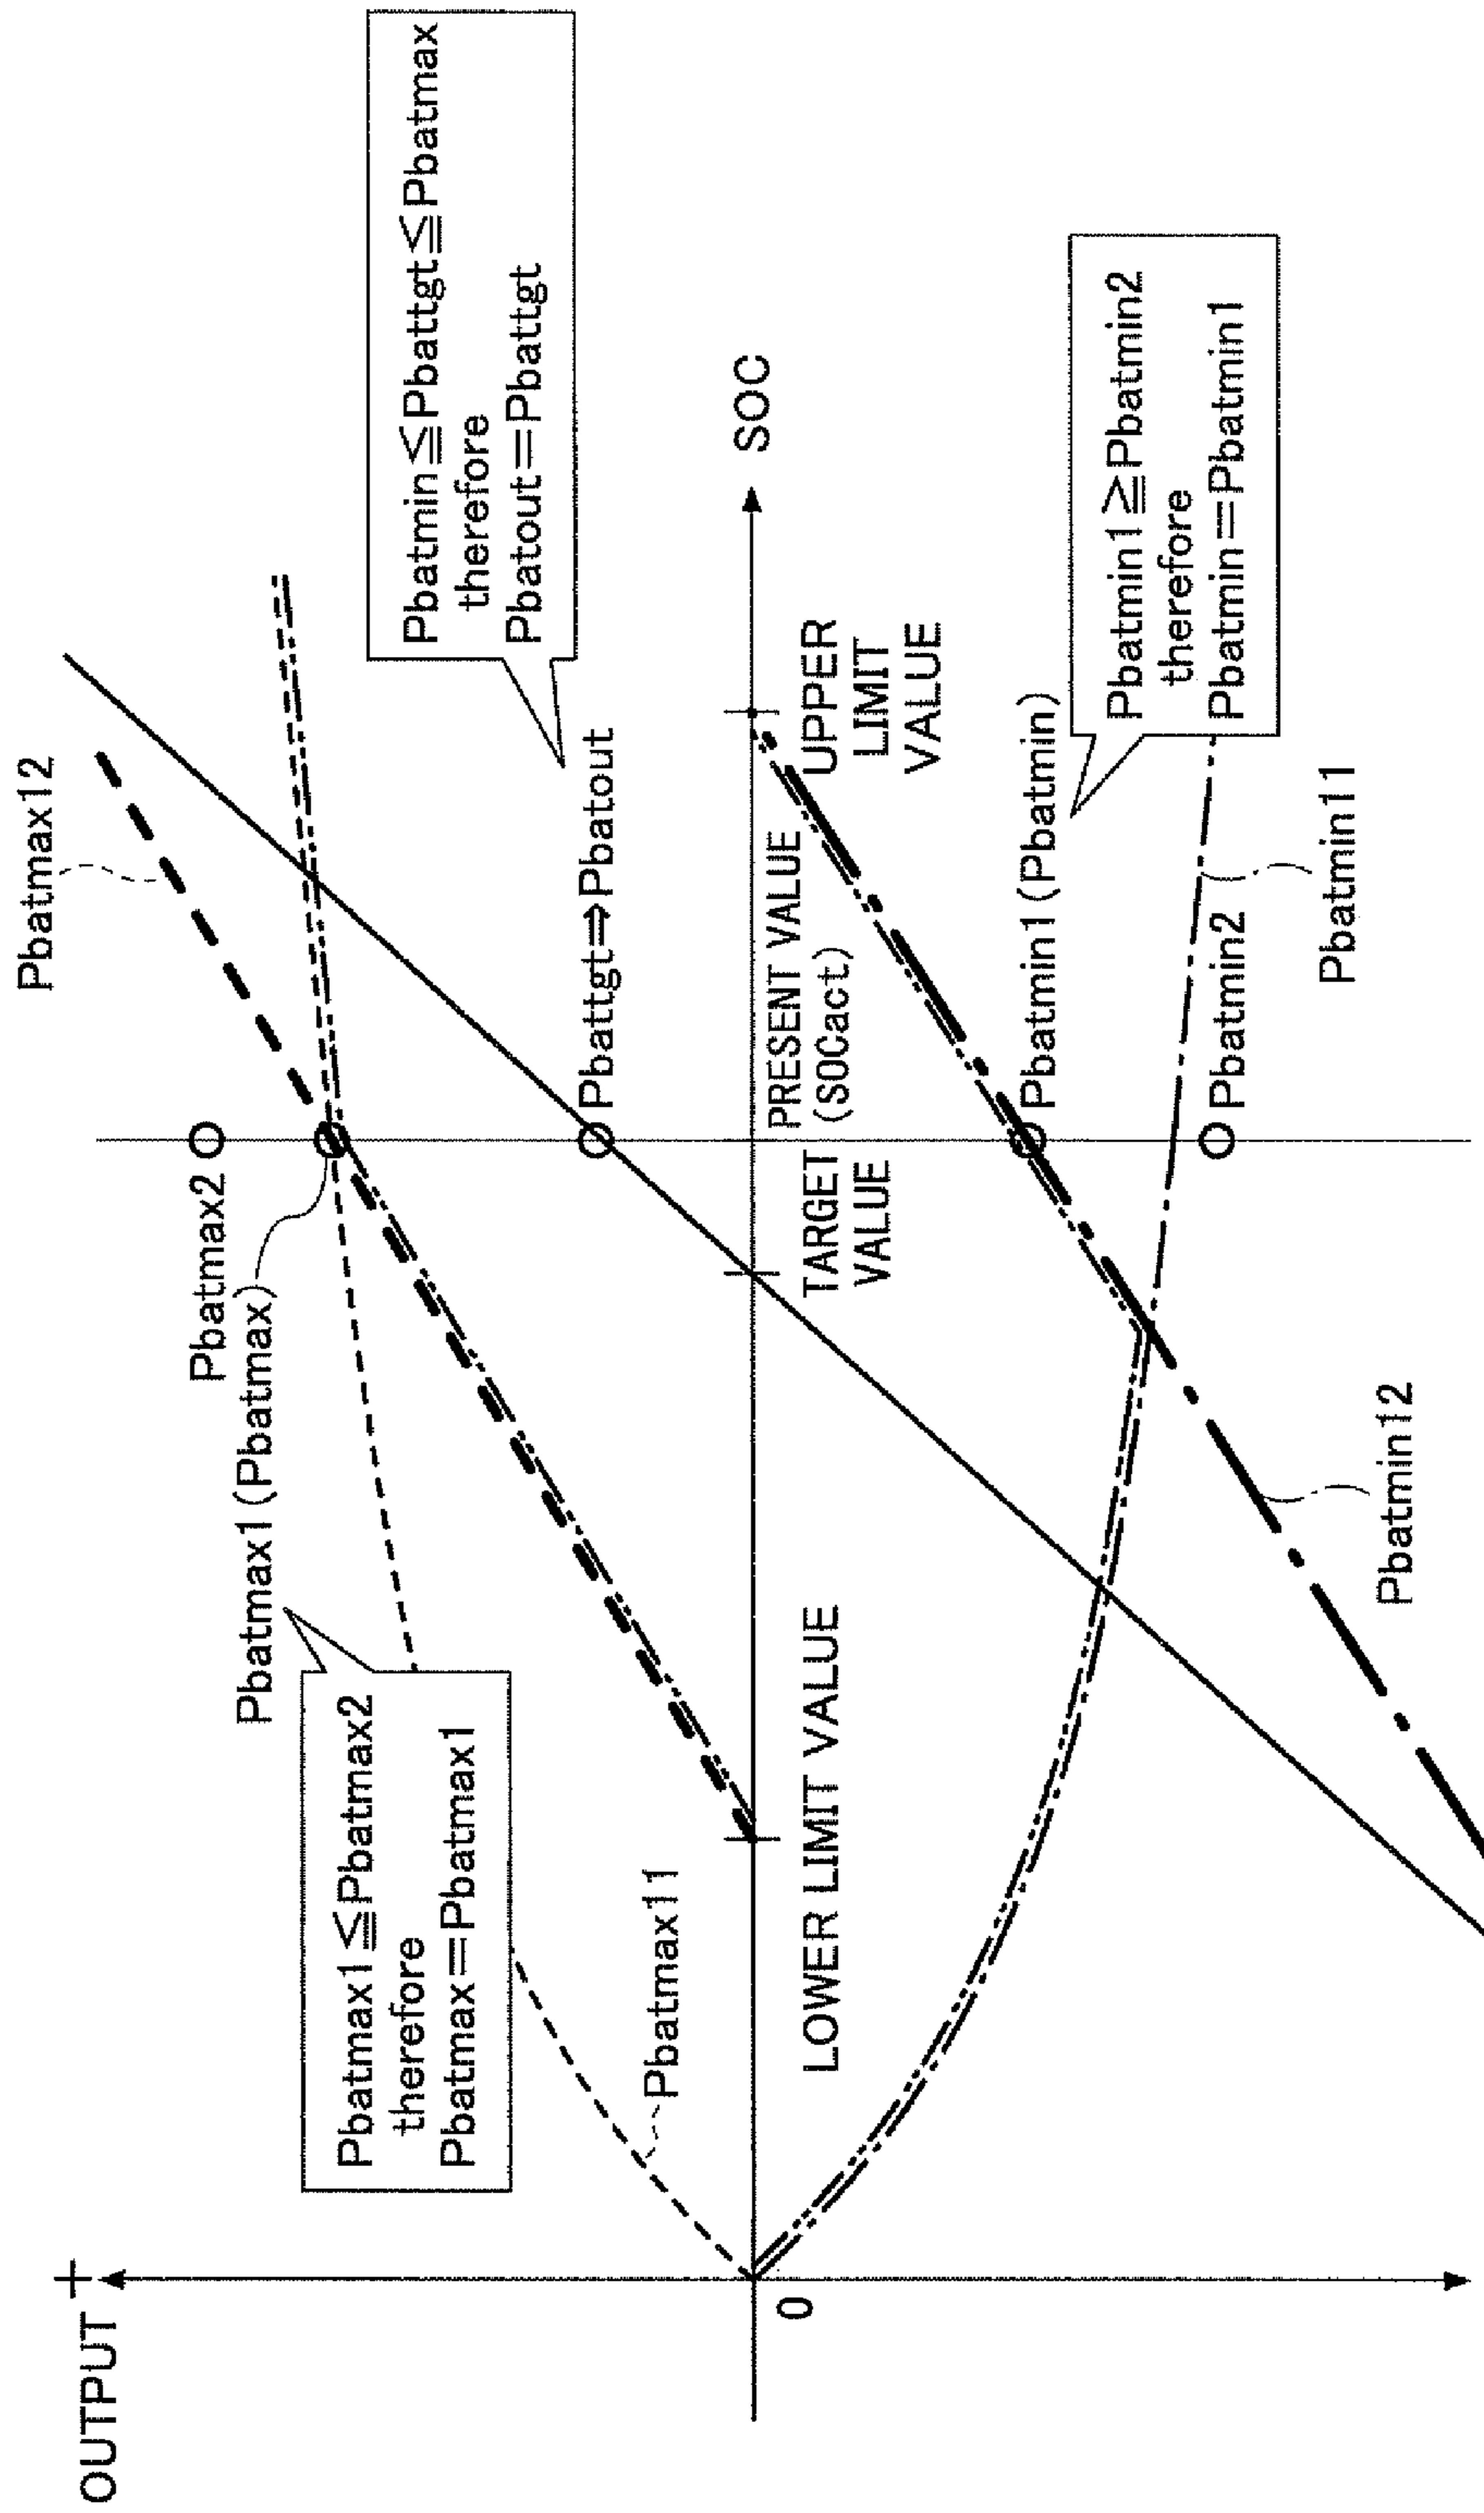 OUTPUT
+
Pbatmax12
Pbatmax2
Pbatmax1(Pbatmax)
Pbatmax1≦Pbatmax2
therefore
Pbatmax=Pbatmax1
Pbatmin≦Pbattgt≦Pbatmax
therefore
Pbatout=Pbattgt
Pbattgt⇒Pbatout
Pbatmax11
SOC
0
LOWER LIMIT VALUE
TARGET
VALUE
PRESENT VALUE
(SOCact)
UPPER
LIMIT
VALUE
Pbatmin1(Pbatmin)
Pbatmin1≧Pbatmin2
therefore
Pbatmin=Pbatmin1
Pbatmin2
Pbatmin11
Pbatmin12